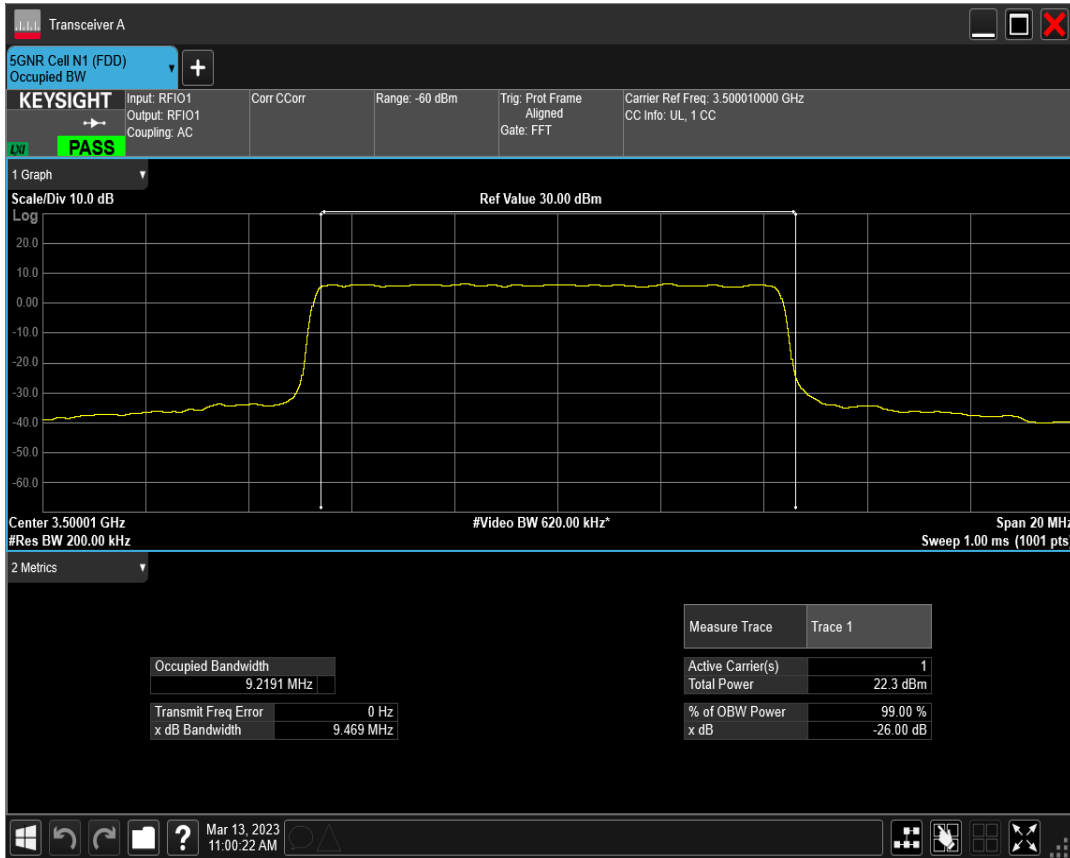 Transceiver A
5GNR Cell N1 (FDD)
Occupied BW
KEYSIGHT
LXI
PASS
Input: RFIO1
Output: RFIO1
Coupling: AC
Corr CCorr
Range: -60 dBm
Trig: Prot Frame
Aligned
Gate: FFT
Carrier Ref Freq: 3.500010000 GHz
CC Info: UL, 1 CC
1 Graph
Scale/Div 10.0 dB
Ref Value 30.00 dBm
Log
20.0
10.0
0.00
-10.0
-20.0
-30.0
-40.0
-50.0
-60.0
Center 3.50001 GHz
#Video BW 620.00 kHz*
Span 20 MHz
#Res BW 200.00 kHz
Sweep 1.00 ms (1001 pts)
2 Metrics
Measure Trace Trace 1
Occupied Bandwidth
9.2191 MHz
Active Carrier(s) 1
Total Power 22.3 dBm
Transmit Freq Error 0 Hz
x dB Bandwidth 9.469 MHz
% of OBW Power 99.00 %
x dB -26.00 dB
Mar 13, 2023
11:00:22 AM